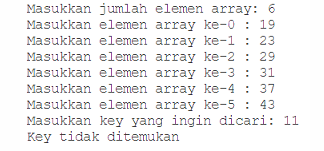 Masukkan jumlah elemen array: 6
Masukkan elemen array ke-0 : 19
Masukkan elemen array ke-1 : 23
Masukkan elemen array ke-2 : 29
Masukkan elemen array ke-3 : 31
Masukkan elemen array ke-4 : 37
Masukkan elemen array ke-5 : 43
Masukkan key yang ingin dicari: 11
Key tidak ditemukan